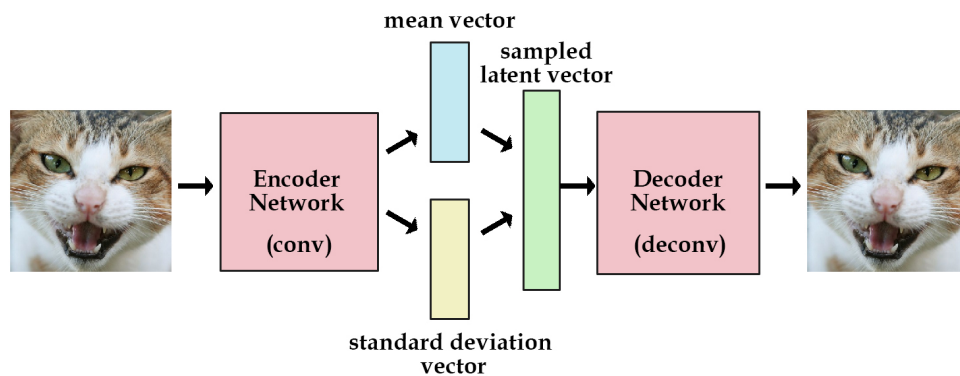 mean vector
sampled
latent vector
Encoder
Network
(conv)
Decoder
Network
(deconv)
standard deviation
vector